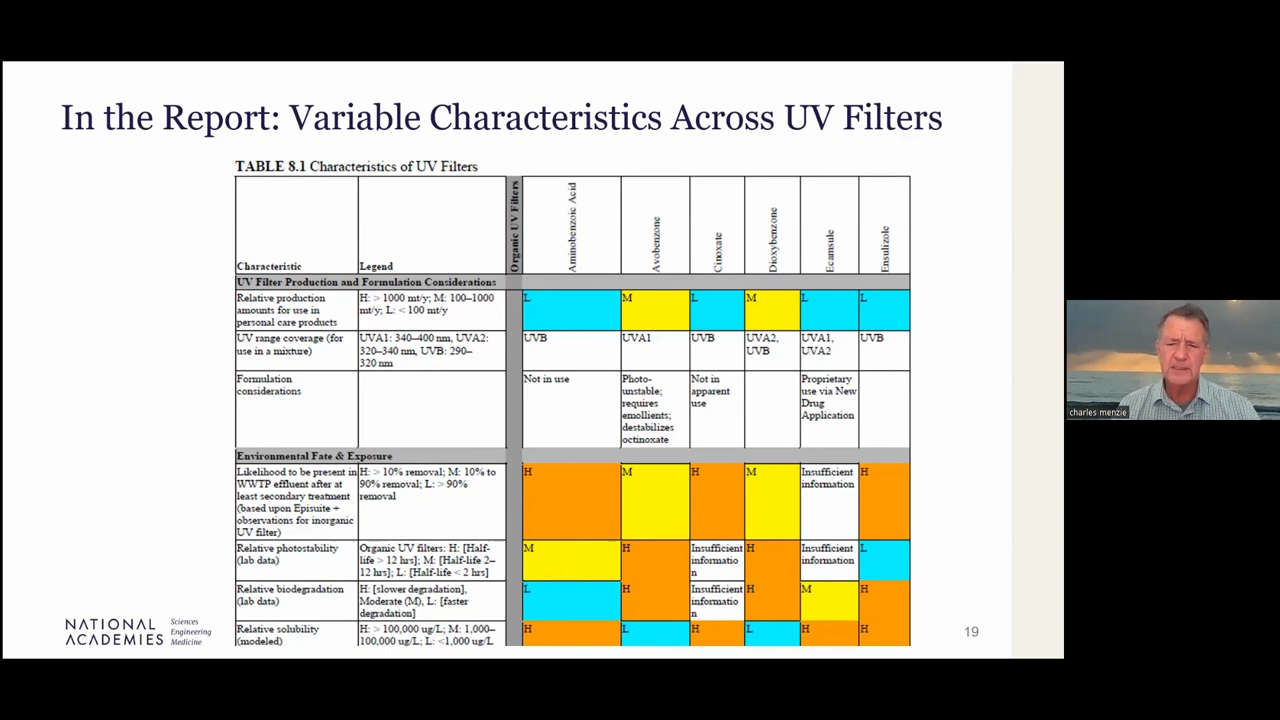 In the Report: Variable Characteristics Across UV Filters
TABLE 8.1 Characteristics of UV Filters
Characteristic
Legend
Organic UV Filters
Aminobenzoic Acid
Avobenzone
Cinoxate
Dioxybenzone
Ecamsule
Ensulizole
UV Filter Production and Formulation Considerations
Relative production
amounts for use in
personal care products
H: > 1000 mt/y; M: 100–1000
mt/y; L: < 100 mt/y
L
M
L
M
L
L
UV range coverage (for
use in a mixture)
UVA1: 340–400 nm, UVA2:
320–340 nm, UVB: 290–
320 nm
UVB
UVA1
UVB
UVA2,
UVB
UVA1,
UVA2
UVB
Formulation
considerations
Not in use
Photo-
unstable;
requires
emollients;
destabilizes
octinoxate
Not in
apparent
use
Proprietary
use via New
Drug
Application
Environmental Fate & Exposure
Likelihood to be present in
WWTP effluent after at
least secondary treatment
(based upon Episuite +
observations for inorganic
UV filter)
H: > 10% removal; M: 10% to
90% removal; L: > 90%
removal
H
M
H
M
Insufficient
information
H
Relative photostability
(lab data)
Organic UV filters: H: [Half-
life > 12 hrs]; M: [Half-life 2–
12 hrs]; L: [Half-life < 2 hrs]
M
H
Insufficient
informatio
n
H
Insufficient
information
L
Relative biodegradation
(lab data)
H: [slower degradation],
Moderate (M), L: [faster
degradation]
L
H
Insufficient
informatio
n
H
M
H
Relative solubility
(modeled)
H: > 100,000 ug/L; M: 1,000–
100,000 ug/L; L: <1,000 ug/L
H
L
H
L
H
H
NATIONAL
ACADEMIES
Sciences
Engineering
Medicine
19
charles menzie